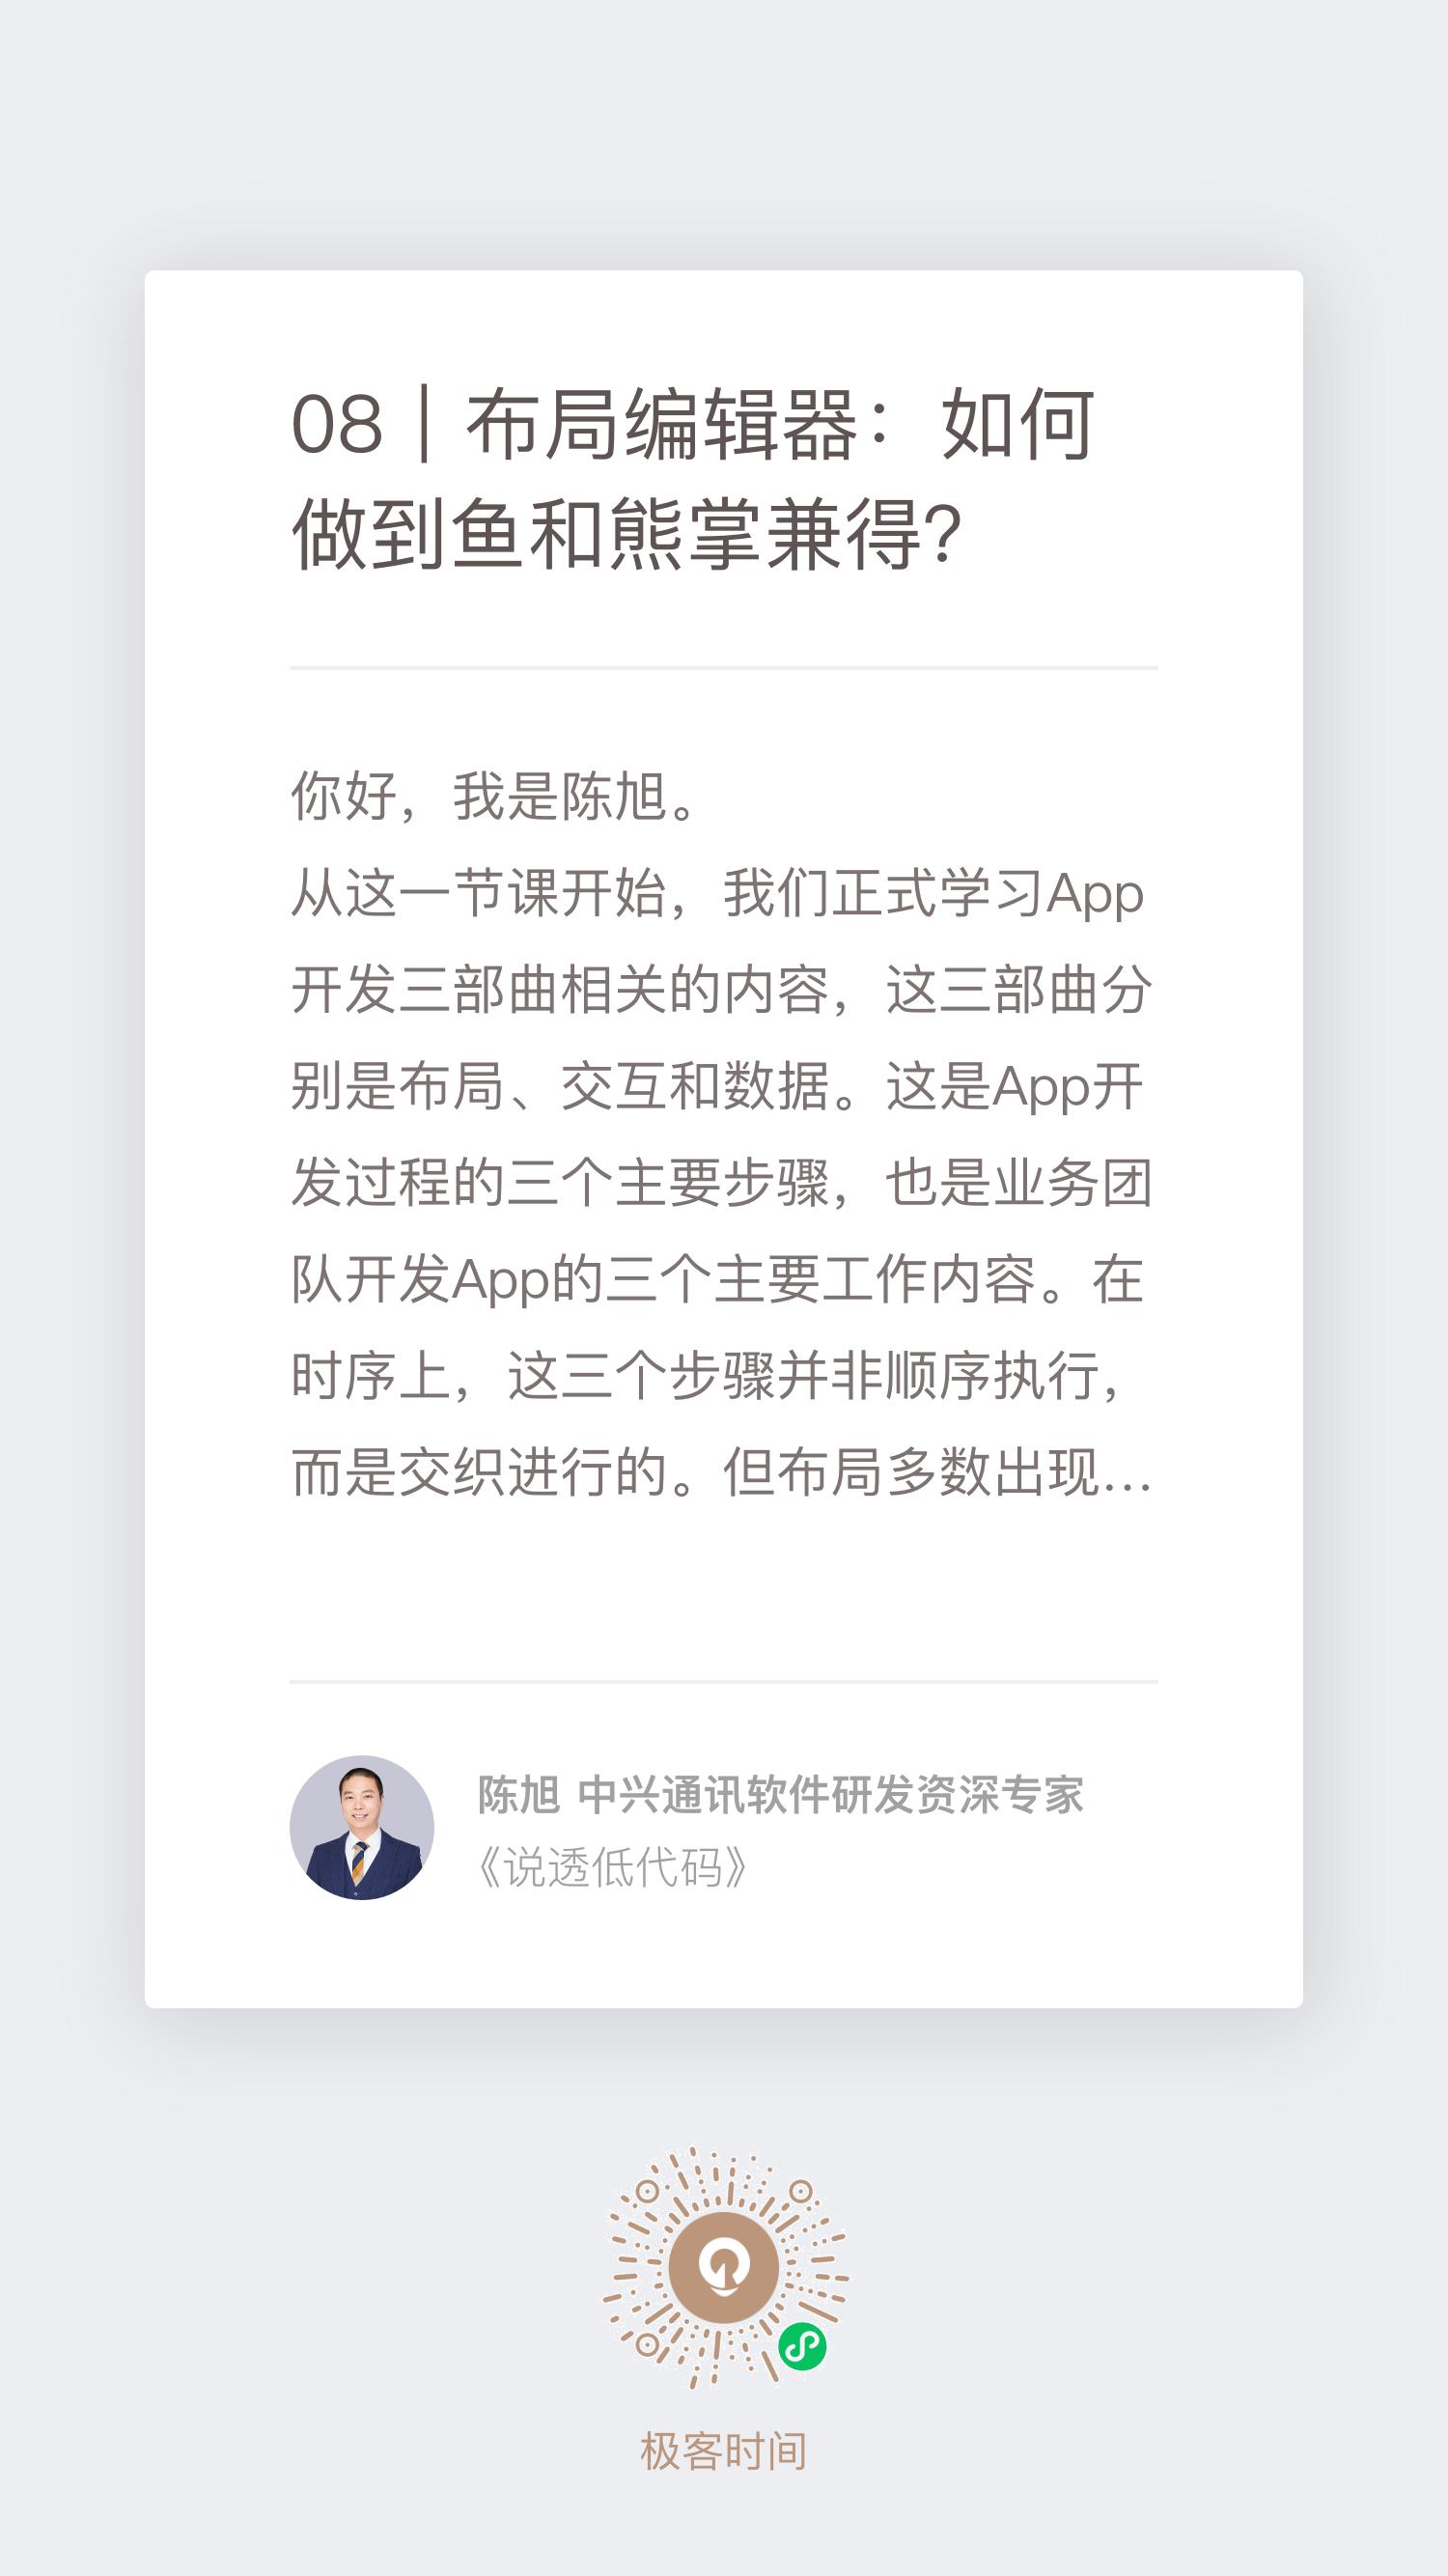 08｜布局编辑器：如何
做到鱼和熊掌兼得？
你好，我是陈旭。
从这一节课开始，我们正式学习App
开发三部曲相关的内容，这三部曲分
别是布局、交互和数据。这是App开
发过程的三个主要步骤，也是业务团
队开发App的三个主要工作内容。在
时序上，这三个步骤并非顺序执行，
而是交织进行的。但布局多数出现...
陈旭 中兴通讯软件研发资深专家
《说透低代码》
极客时间